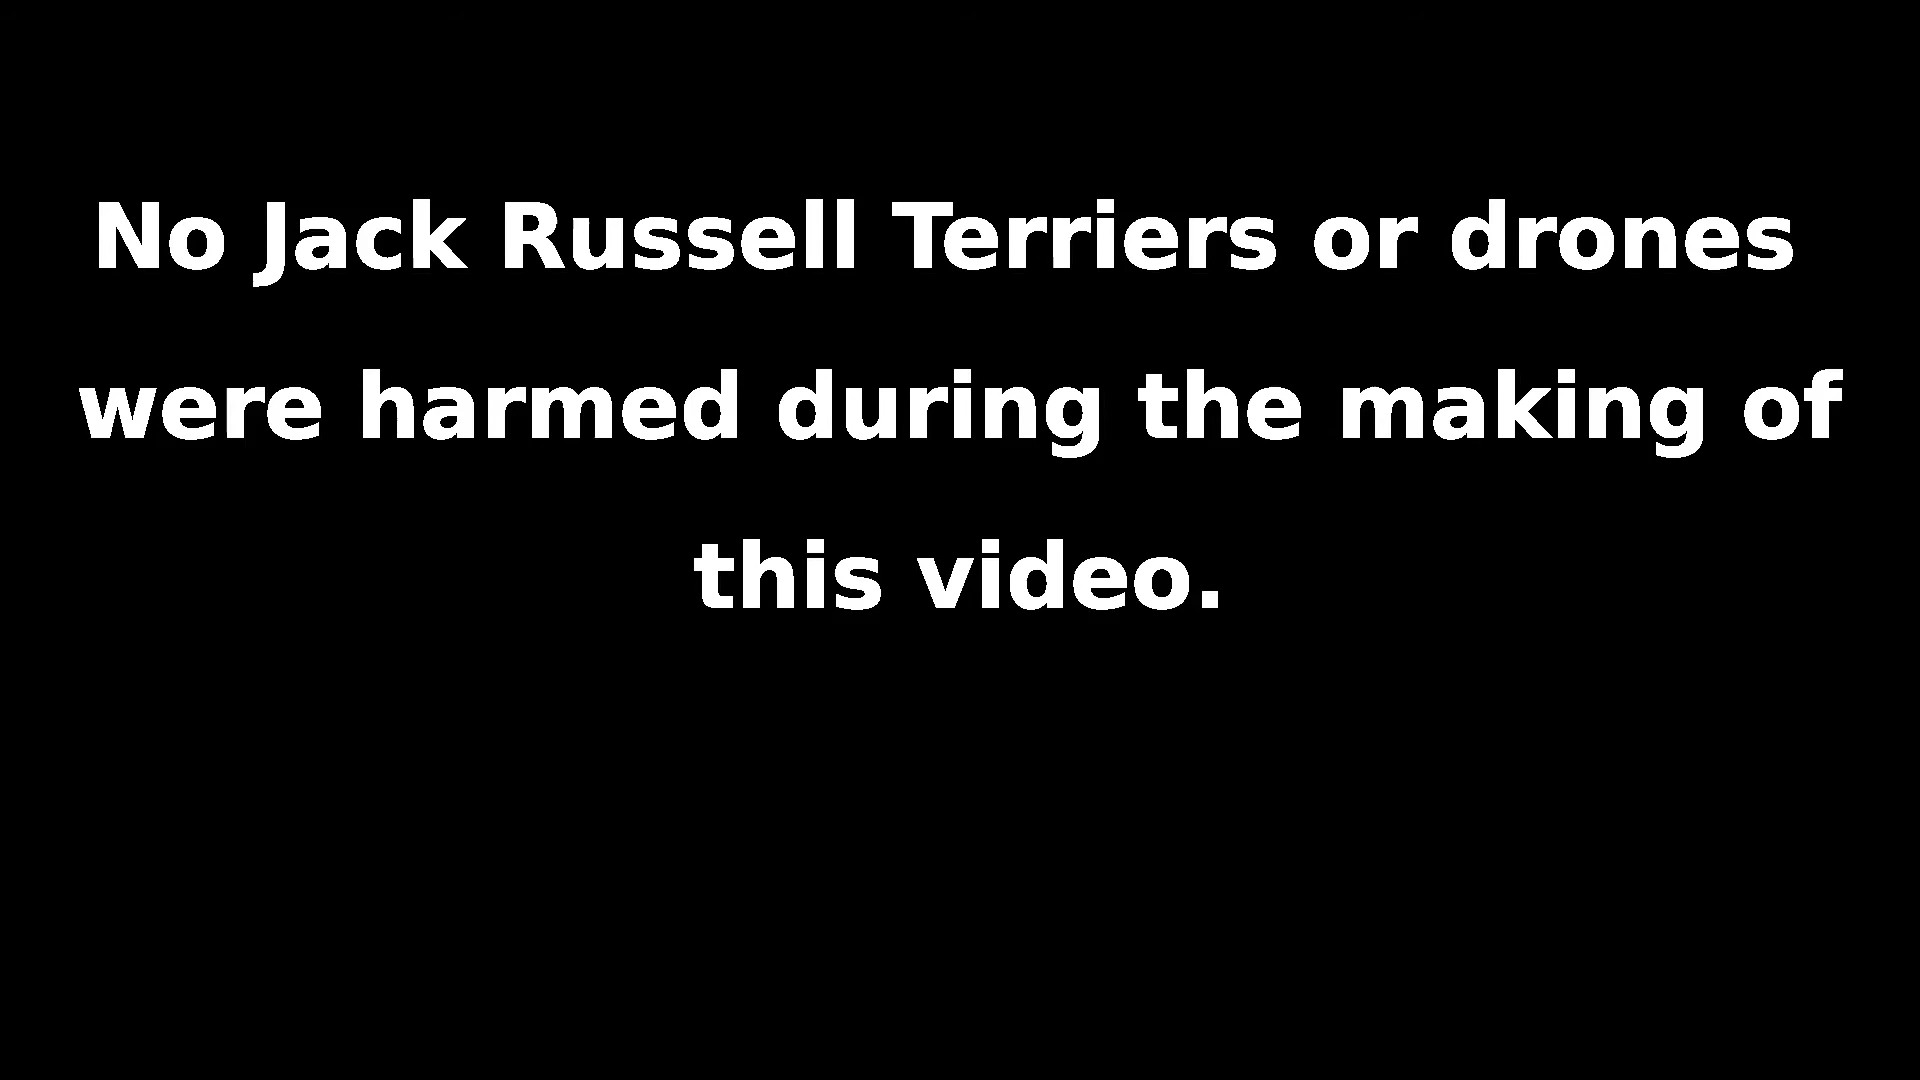 No Jack Russell Terriers or drones
were harmed during the making of
this video.